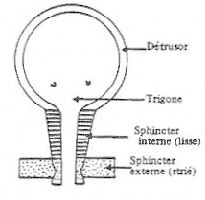 Détrusor
Trigone
Sphincter
interne (lisse)
Sphincter
externe (strié)